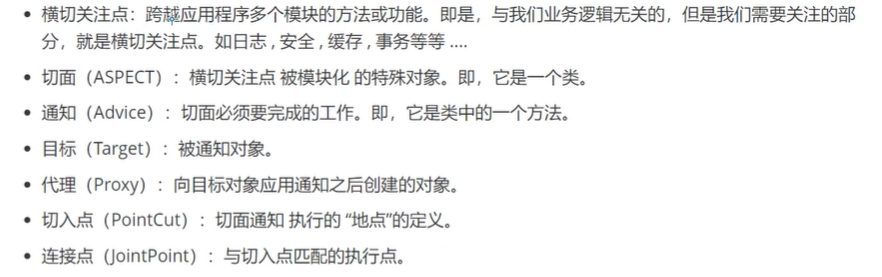 • 横切关注点：跨越应用程序多个模块的方法或功能。即是，与我们业务逻辑无关的，但是我们需要关注的部
分，就是横切关注点。如日志 , 安全 , 缓存 , 事务等等 ....
• 切面（ASPECT）：横切关注点 被模块化 的特殊对象。即，它是一个类。
• 通知（Advice）：切面必须要完成的工作。即，它是类中的一个方法。
• 目标（Target）：被通知对象。
• 代理（Proxy）：向目标对象应用通知之后创建的对象。
• 切入点（PointCut）：切面通知 执行的 “地点”的定义。
• 连接点（JointPoint）：与切入点匹配的执行点。